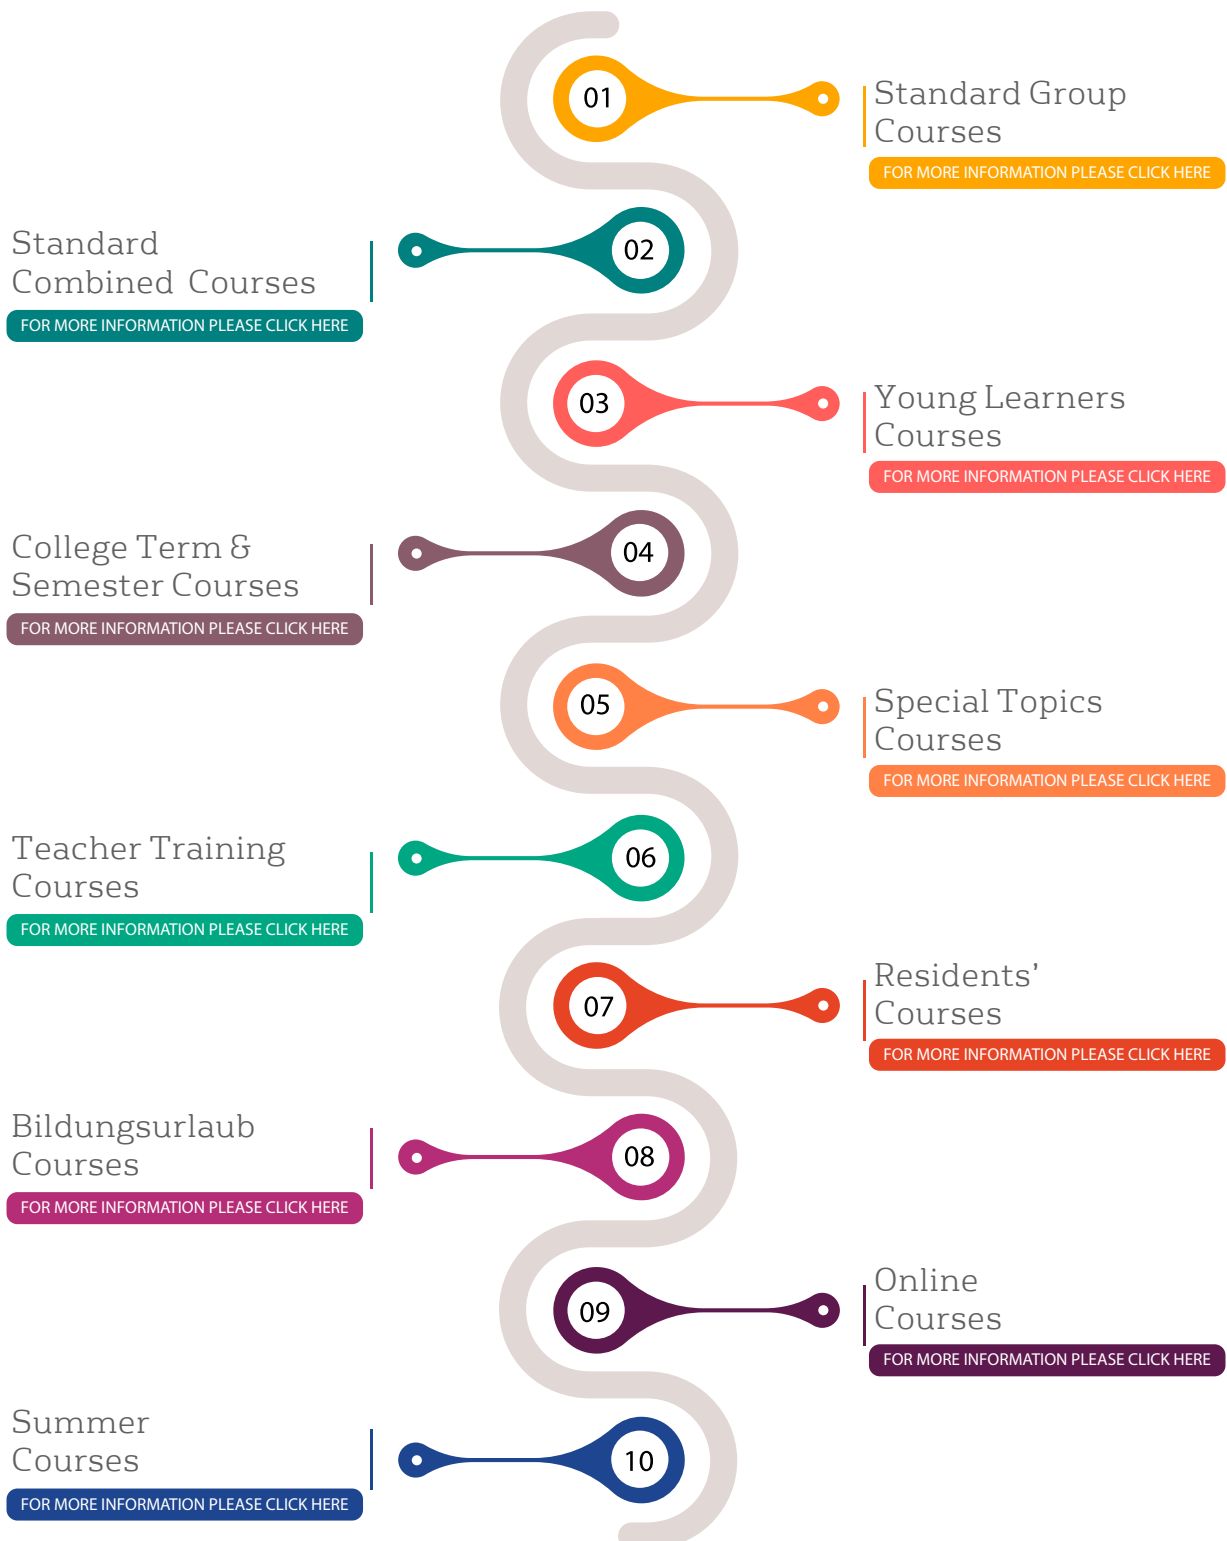 01
Standard Group
Courses
FOR MORE INFORMATION PLEASE CLICK HERE
02
Standard
Combined Courses
FOR MORE INFORMATION PLEASE CLICK HERE
03
Young Learners
Courses
FOR MORE INFORMATION PLEASE CLICK HERE
04
College Term &
Semester Courses
FOR MORE INFORMATION PLEASE CLICK HERE
05
Special Topics
Courses
FOR MORE INFORMATION PLEASE CLICK HERE
06
Teacher Training
Courses
FOR MORE INFORMATION PLEASE CLICK HERE
07
Residents’
Courses
FOR MORE INFORMATION PLEASE CLICK HERE
08
Bildungsurlaub
Courses
FOR MORE INFORMATION PLEASE CLICK HERE
09
Online
Courses
FOR MORE INFORMATION PLEASE CLICK HERE
10
Summer
Courses
FOR MORE INFORMATION PLEASE CLICK HERE